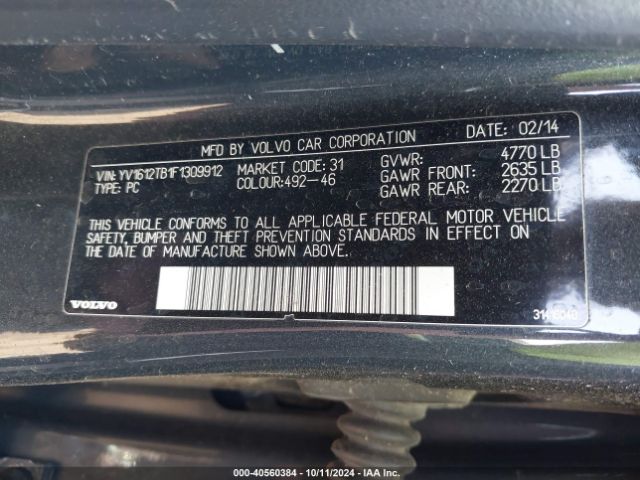 MFD BY VOLVO CAR CORPORATION DATE: 02/14
VIN: YV1612TB1F1309912 MARKET CODE: 31 GVWR: 4770 LB
TYPE: PC COLOUR:492-46 GAWR FRONT: 2635 LB
GAWR REAR: 2270 LB
THIS VEHICLE CONFORMS TO ALL APPLICABLE FEDERAL MOTOR VEHICLE
SAFETY, BUMPER AND THEFT PREVENTION STANDARDS IN EFFECT ON
THE DATE OF MANUFACTURE SHOWN ABOVE.
VOLVO
000-40560384 - 10/11/2024 - IAA Inc.